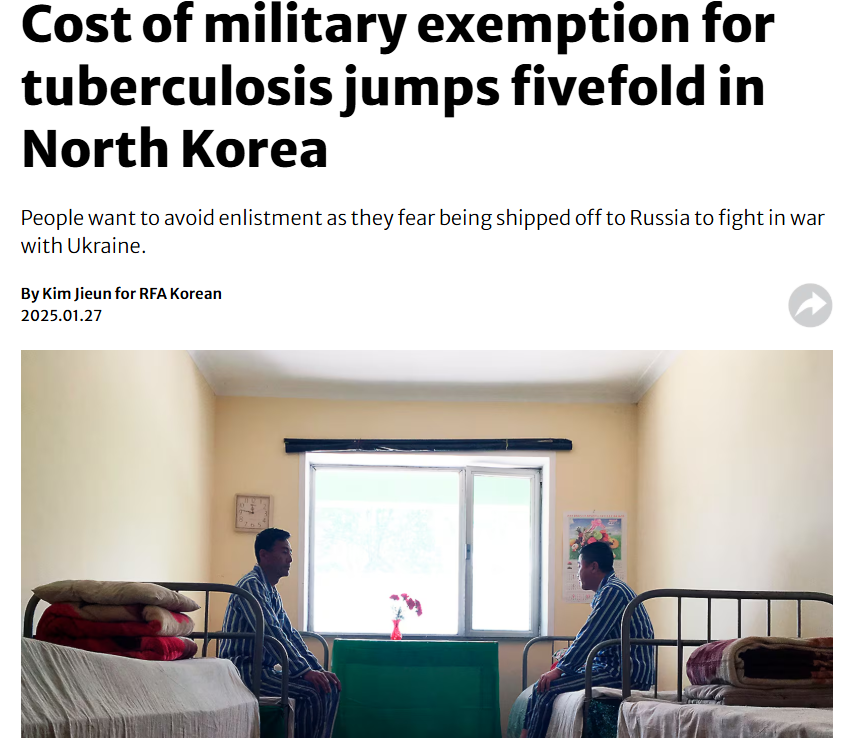 Cost of military exemption for
tuberculosis jumps fivefold in
North Korea
People want to avoid enlistment as they fear being shipped off to Russia to fight in war
with Ukraine.
By Kim Jieun for RFA Korean
2025.01.27